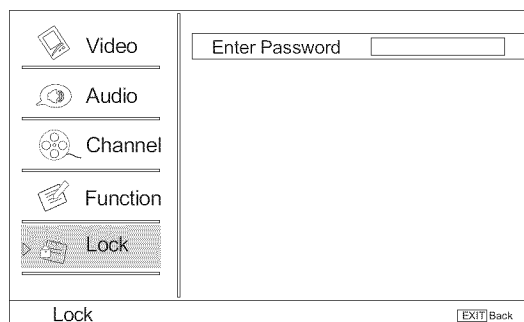 Video
Audio
Channel
Function
Lock
Enter Password
Lock
EXIT Back